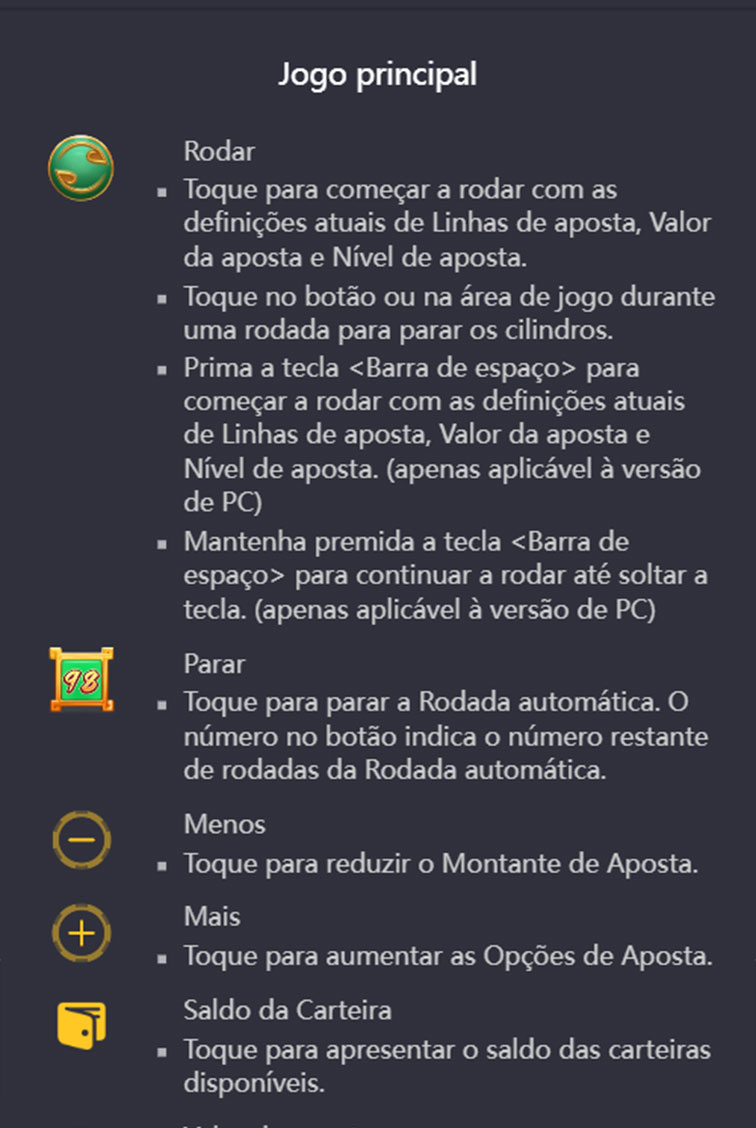 Jogo principal
Rodar
Toque para começar a rodar com as
definições atuais de Linhas de aposta, Valor
da aposta e Nível de aposta.
Toque no botão ou na área de jogo durante
uma rodada para parar os cilindros.
Prima a tecla <Barra de espaço> para
começar a rodar com as definições atuais
de Linhas de aposta, Valor da aposta e
Nível de aposta. (apenas aplicável à versão
de PC)
Mantenha premida a tecla <Barra de
espaço> para continuar a rodar até soltar a
tecla. (apenas aplicável à versão de PC)
98
Parar
Toque para parar a Rodada automática. O
número no botão indica o número restante
de rodadas da Rodada automática.
Menos
Toque para reduzir o Montante de Aposta.
Mais
Toque para aumentar as Opções de Aposta.
Saldo da Carteira
Toque para apresentar o saldo das carteiras
disponíveis.